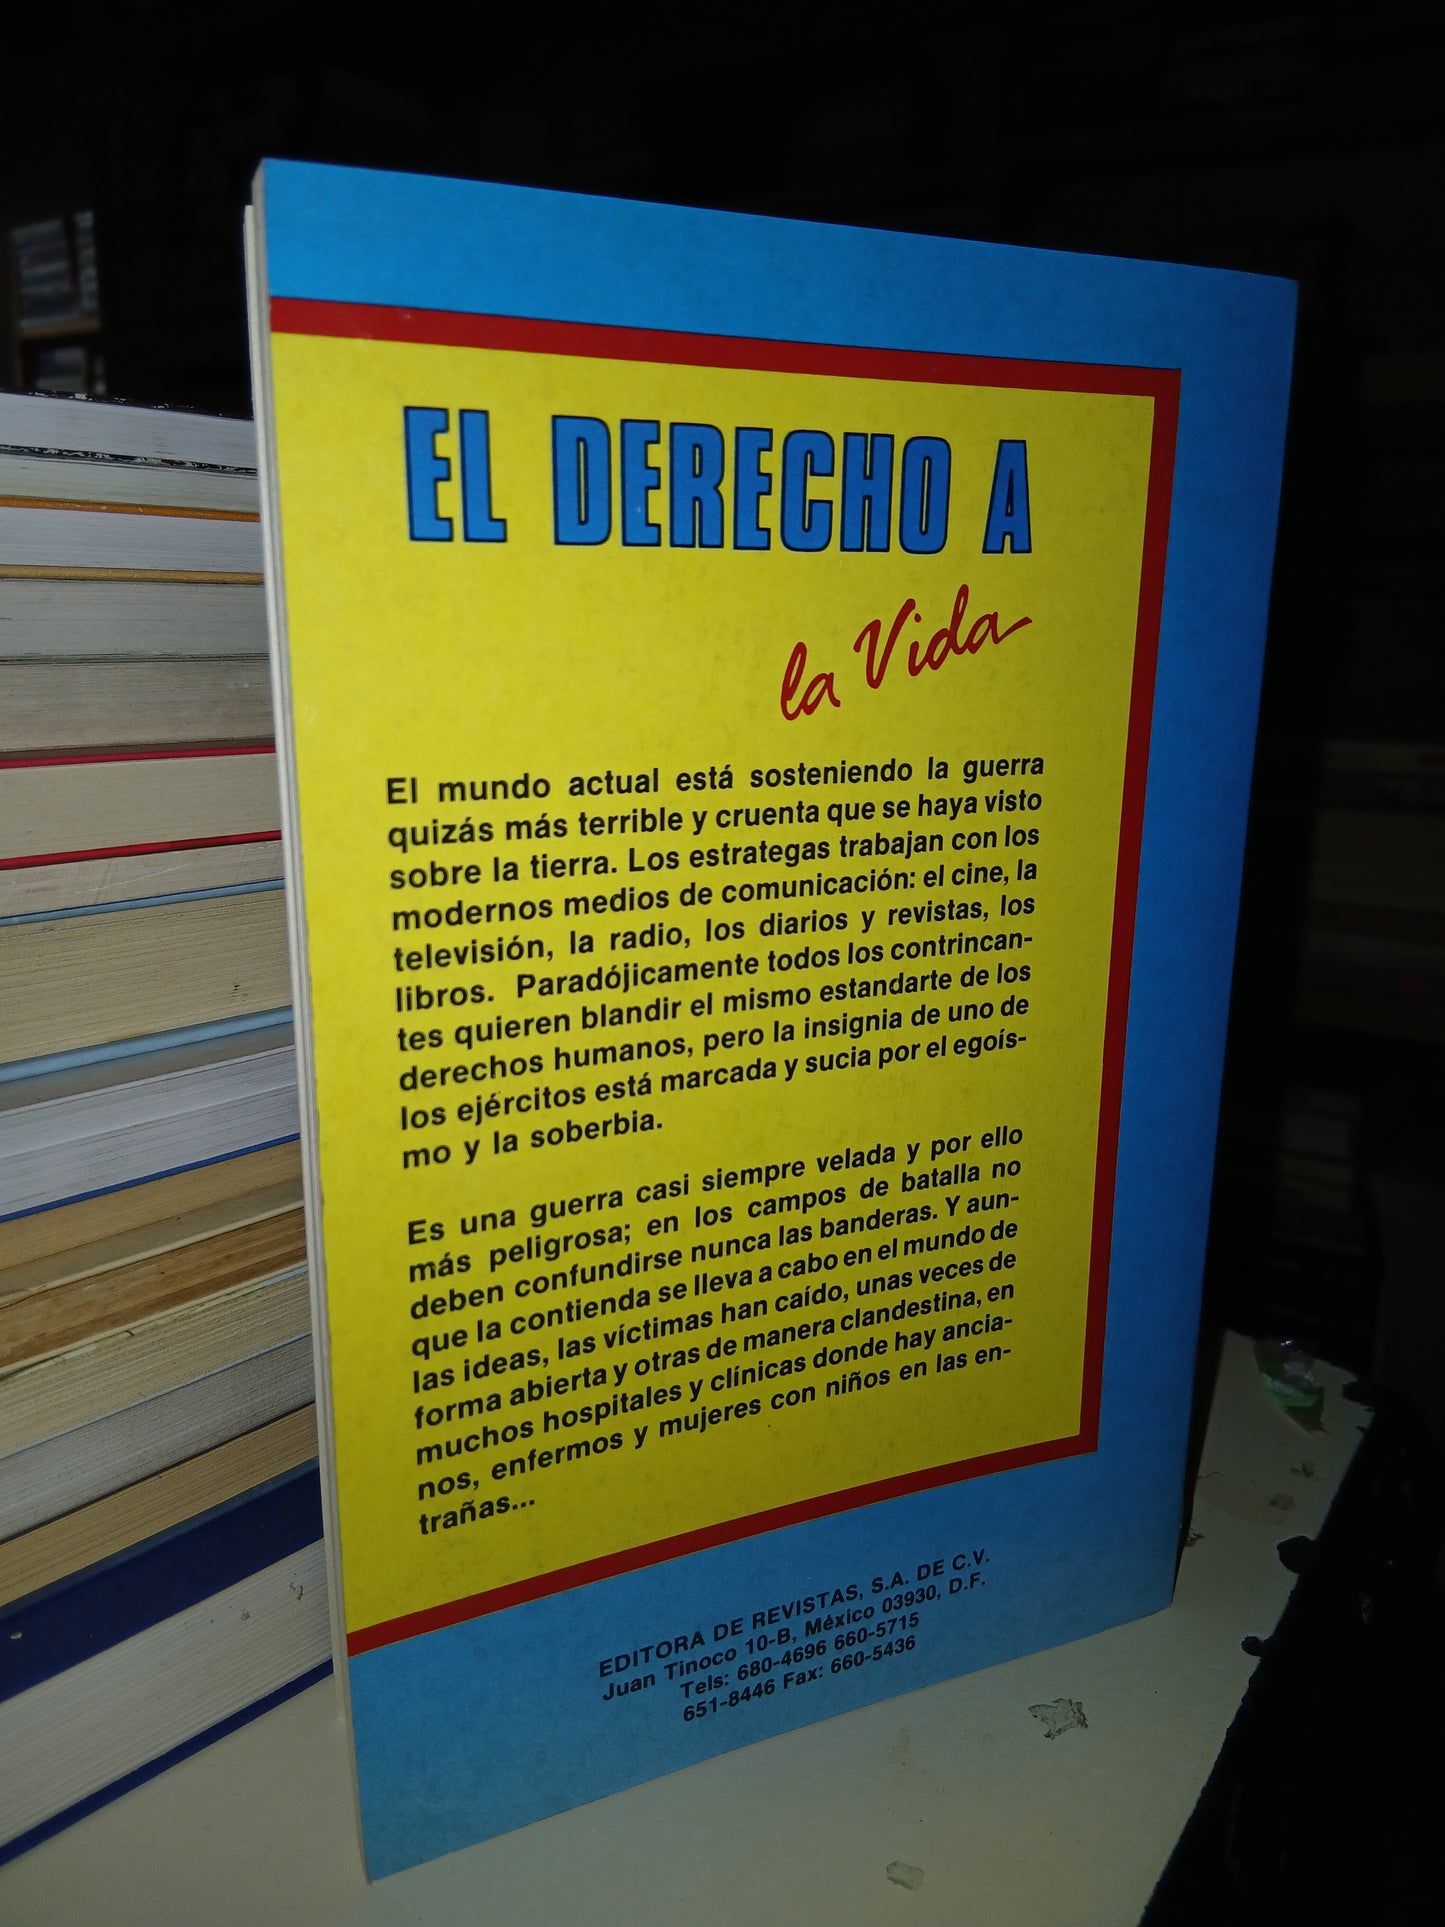 EL DERECHO A
la Vida
El mundo actual está sosteniendo la guerra
quizás más terrible y cruenta que se haya visto
sobre la tierra. Los estrategas trabajan con los
modernos medios de comunicación: el cine, la
televisión, la radio, los diarios y revistas, los
libros. Paradójicamente todos los contrincan-
tes quieren blandir el mismo estandarte de los
derechos humanos, pero la insignia de uno de
los ejércitos está marcada y sucia por el egoís-
mo y la soberbia.
Es una guerra casi siempre velada y por ello
más peligrosa; en los campos de batalla no
deben confundirse nunca las banderas. Y aun-
que la contienda se lleva a cabo en el mundo de
las ideas, las víctimas han caído, unas veces de
forma abierta y otras de manera clandestina, en
muchos hospitales y clínicas donde hay ancia-
nos, enfermos y mujeres con niños en las en-
trañas...
EDITORA DE REVISTAS, S.A. DE C.V.
Juan Tinoco 10-B, México 03930, D.F.
Tels: 680-4696 660-5715
651-8446 Fax: 660-5436